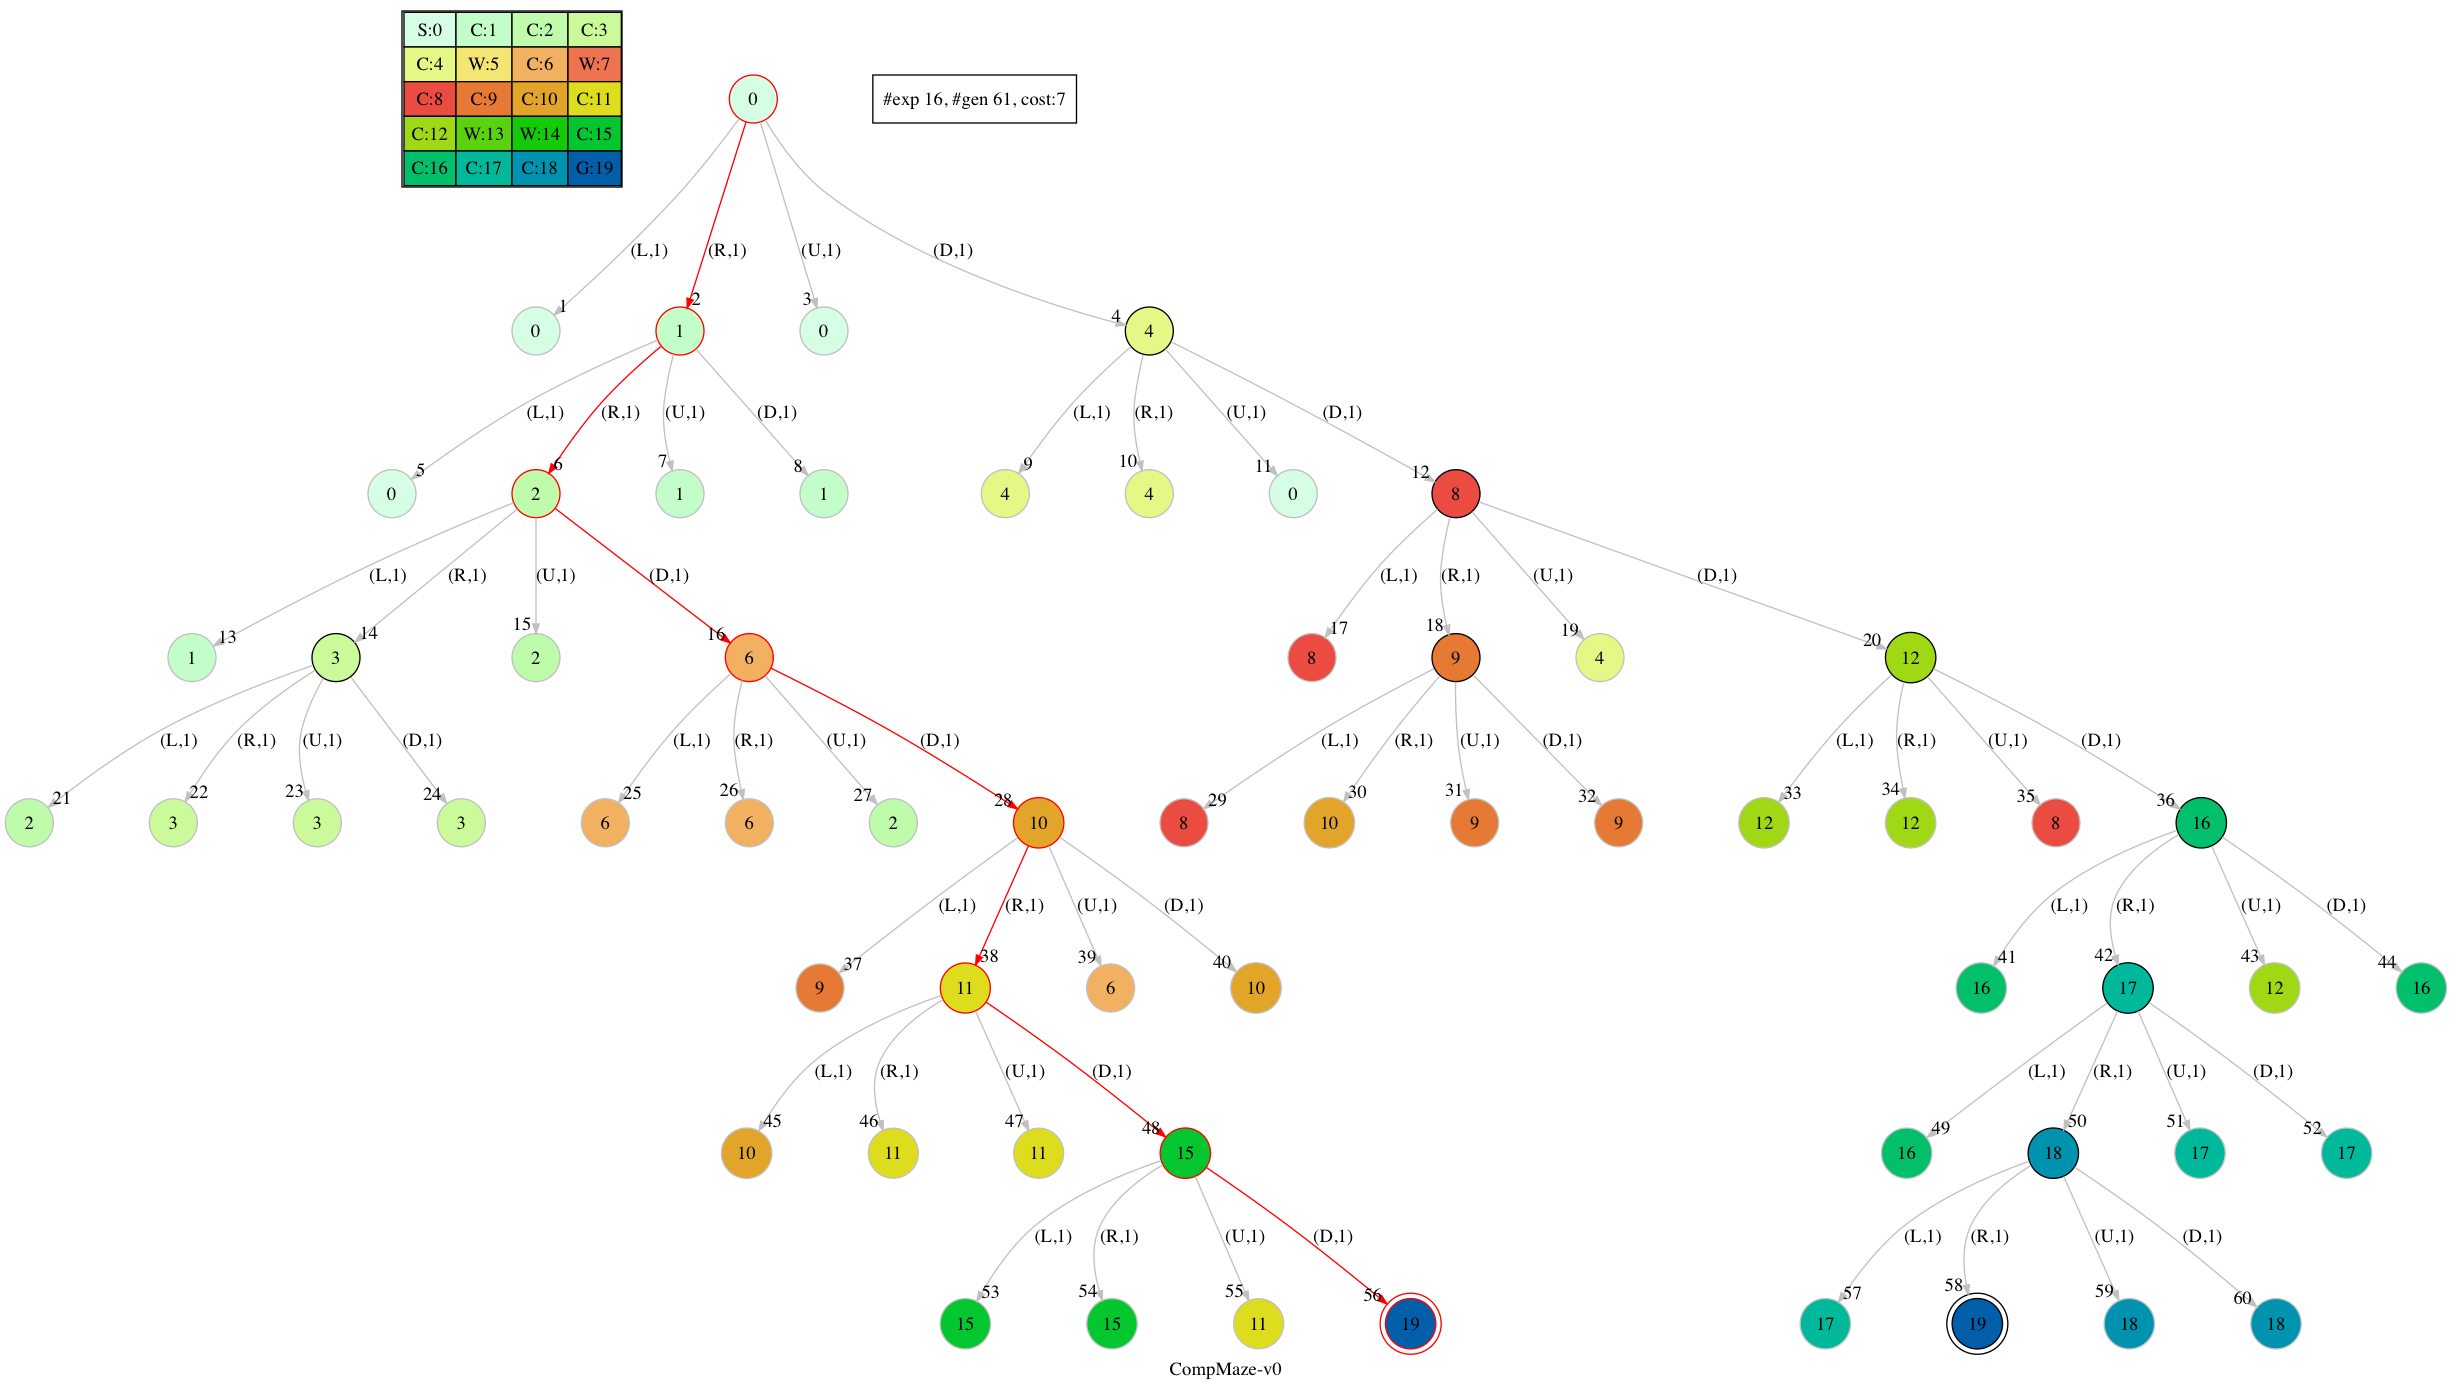 S:0 C:1 C:2 C:3
C:4 W:5 C:6 W:7
C:8 C:9 C:10 C:11
C:12 W:13 W:14 C:15
C:16 C:17 C:18 G:19
0
#exp 16, #gen 61, cost:7
(L,1) (R,1) (U,1) (D,1)
1 2 3 4
0 1 0 4
(L,1) (R,1) (U,1) (D,1) (L,1) (R,1) (U,1) (D,1)
5 6 7 8 9 10 11 12
0 2 1 1 4 4 0 8
(L,1) (R,1) (U,1) (D,1) (L,1) (R,1) (U,1) (D,1)
13 14 15 16 17 18 19 20
1 3 2 6 8 9 4 12
(L,1) (R,1) (U,1) (D,1) (L,1) (R,1) (U,1) (D,1) (L,1) (R,1) (U,1) (D,1) (L,1) (R,1) (U,1) (D,1)
21 22 23 24 25 26 27 28 29 30 31 32 33 34 35 36
2 3 3 3 6 6 2 10 8 10 9 9 12 12 8 16
(L,1) (R,1) (U,1) (D,1) (L,1) (R,1) (U,1) (D,1)
37 38 39 40 41 42 43 44
9 11 6 10 16 17 12 16
(L,1) (R,1) (U,1) (D,1) (L,1) (R,1) (U,1) (D,1)
45 46 47 48 49 50 51 52
10 11 11 15 16 18 17 17
(L,1) (R,1) (U,1) (D,1) (L,1) (R,1) (U,1) (D,1)
53 54 55 56 57 58 59 60
15 15 11 19 17 19 18 18
CompMaze-v0